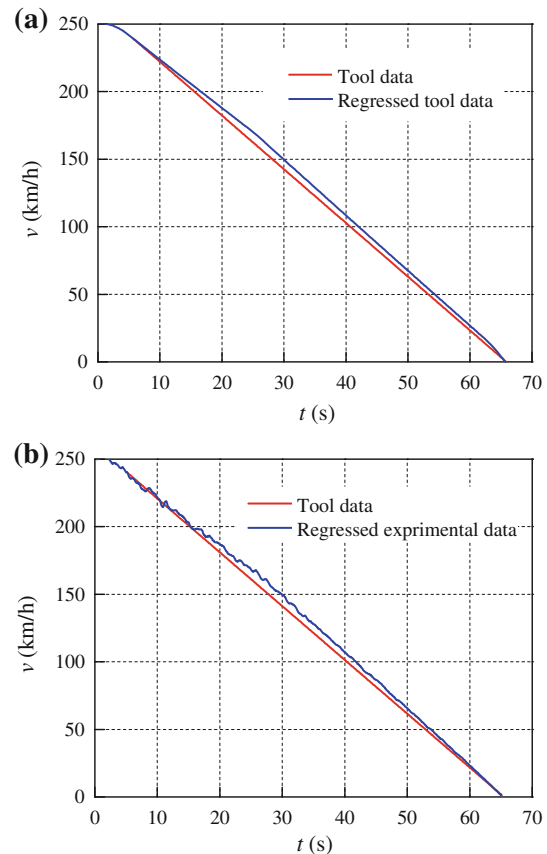 (a)
250
200
150
100
50
0
v (km/h)
Tool data
Regressed tool data
0 10 20 30 40 50 60 70
t (s)
(b)
250
200
150
100
50
0
v (km/h)
Tool data
Regressed exprimental data
0 10 20 30 40 50 60 70
t (s)